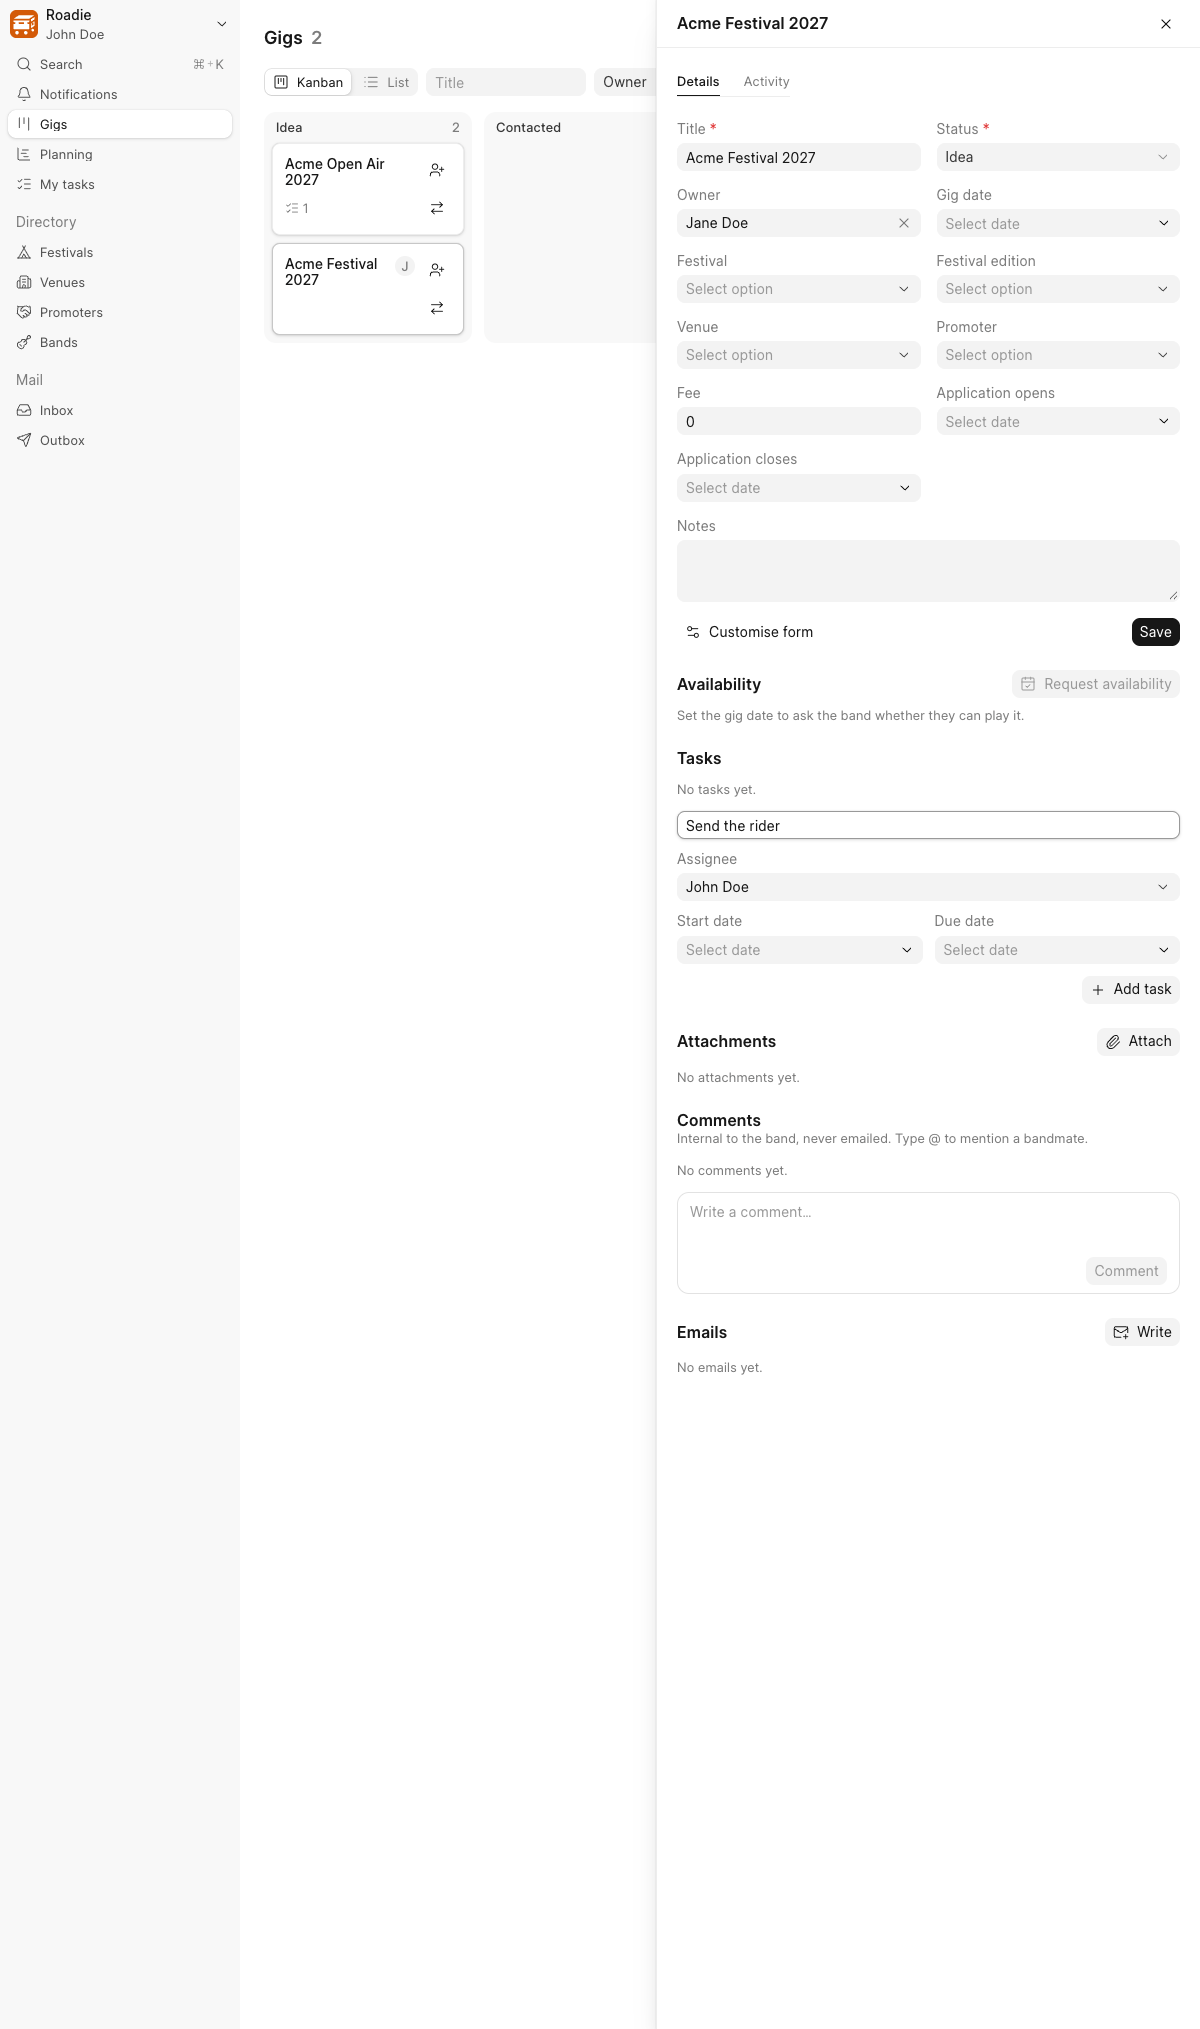 Roadie
John Doe
Search ⌘+K
Notifications
Gigs
Planning
My tasks
Directory
Festivals
Venues
Promoters
Bands
Mail
Inbox
Outbox
Gigs 2
Kanban List Title Owner
Idea 2
Acme Open Air
2027
1
Acme Festival J
2027
Contacted
Acme Festival 2027
Details Activity
Title * Status *
Acme Festival 2027 Idea
Owner Gig date
Jane Doe Select date
Festival Festival edition
Select option Select option
Venue Promoter
Select option Select option
Fee Application opens
0 Select date
Application closes
Select date
Notes
Customise form Save
Availability Request availability
Set the gig date to ask the band whether they can play it.
Tasks
No tasks yet.
Send the rider
Assignee
John Doe
Start date Due date
Select date Select date
Add task
Attachments Attach
No attachments yet.
Comments
Internal to the band, never emailed. Type @ to mention a bandmate.
No comments yet.
Write a comment…
Comment
Emails Write
No emails yet.